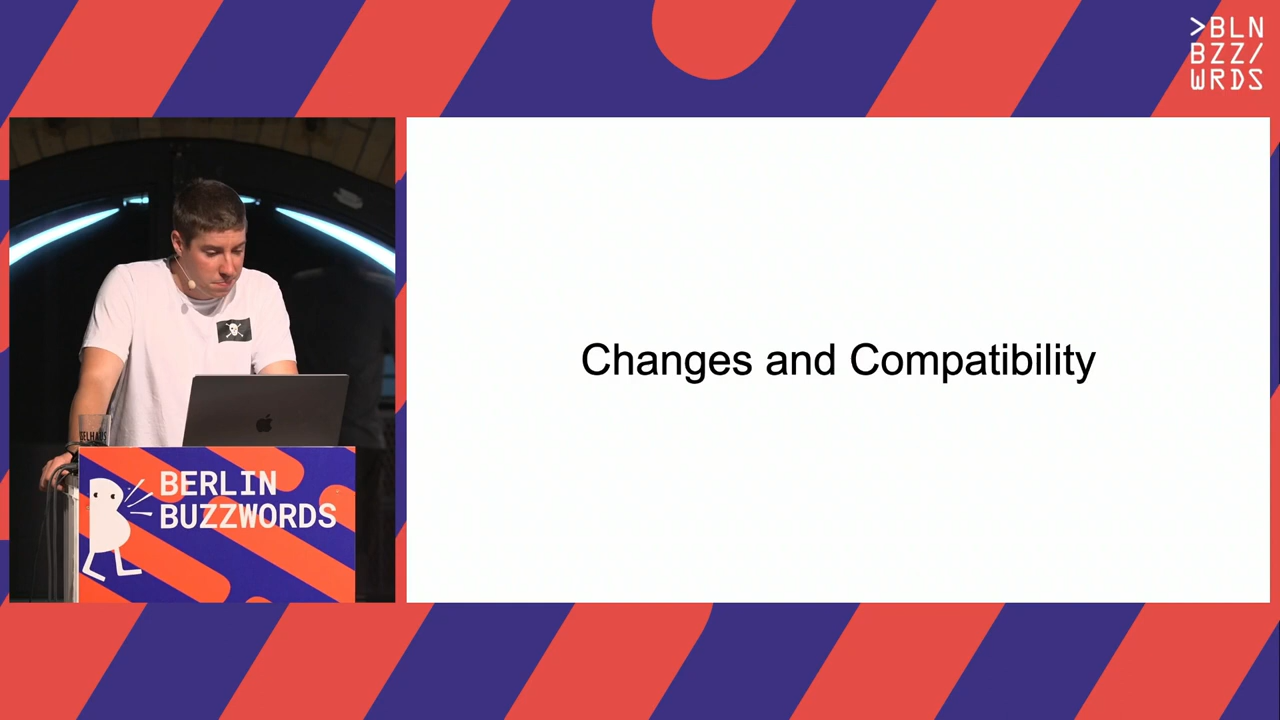 >BLN
BZZ/
WRDS
Changes and Compatibility
BERLIN
BUZZWORDS